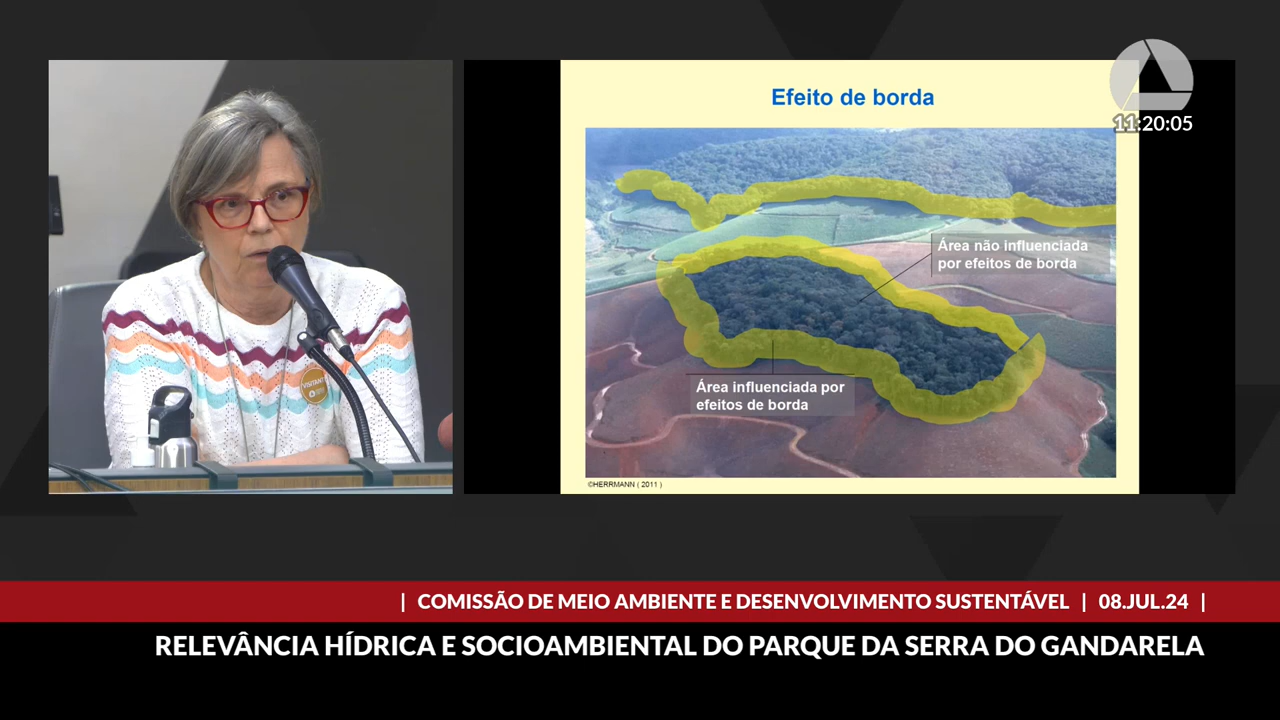 Efeito de borda
11:20:05
Área não influenciada
por efeitos de borda
Área influenciada por
efeitos de borda
©HERRMANN ( 2011 )
VISITANTE
| COMISSÃO DE MEIO AMBIENTE E DESENVOLVIMENTO SUSTENTÁVEL | 08.JUL.24 |
RELEVÂNCIA HÍDRICA E SOCIOAMBIENTAL DO PARQUE DA SERRA DO GANDARELA